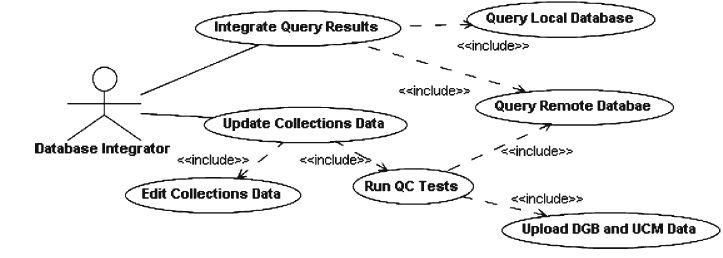 Integrate Query Results
Query Local Database
<<include>>
<<include>>
Query Remote Databae
Database Integrator
Update Collections Data
<<include>>
<<include>>
<<include>>
Edit Collections Data
Run QC Tests
<<include>>
Upload DGB and UCM Data